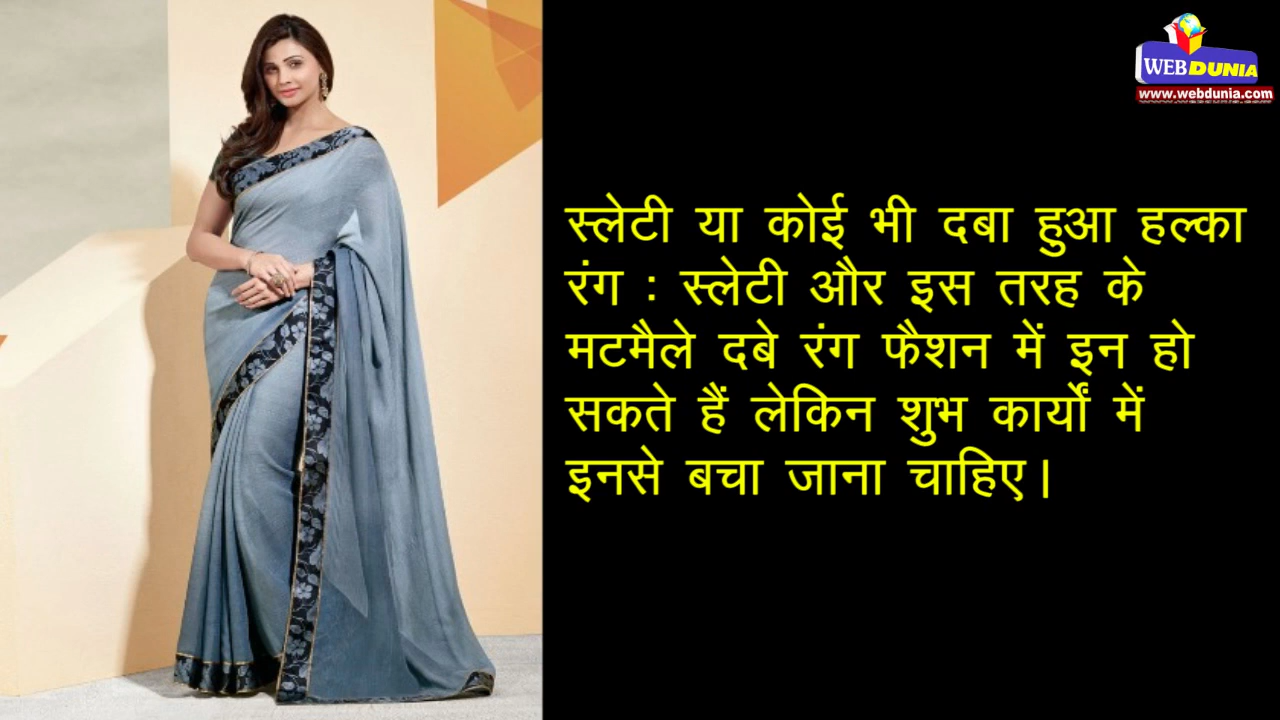 WEBDUNIA
www.webdunia.com
स्लेटी या कोई भी दबा हुआ हल्का
रंग : स्लेटी और इस तरह के
मटमैले दबे रंग फैशन में इन हो
सकते हैं लेकिन शुभ कार्यों में
इनसे बचा जाना चाहिए।